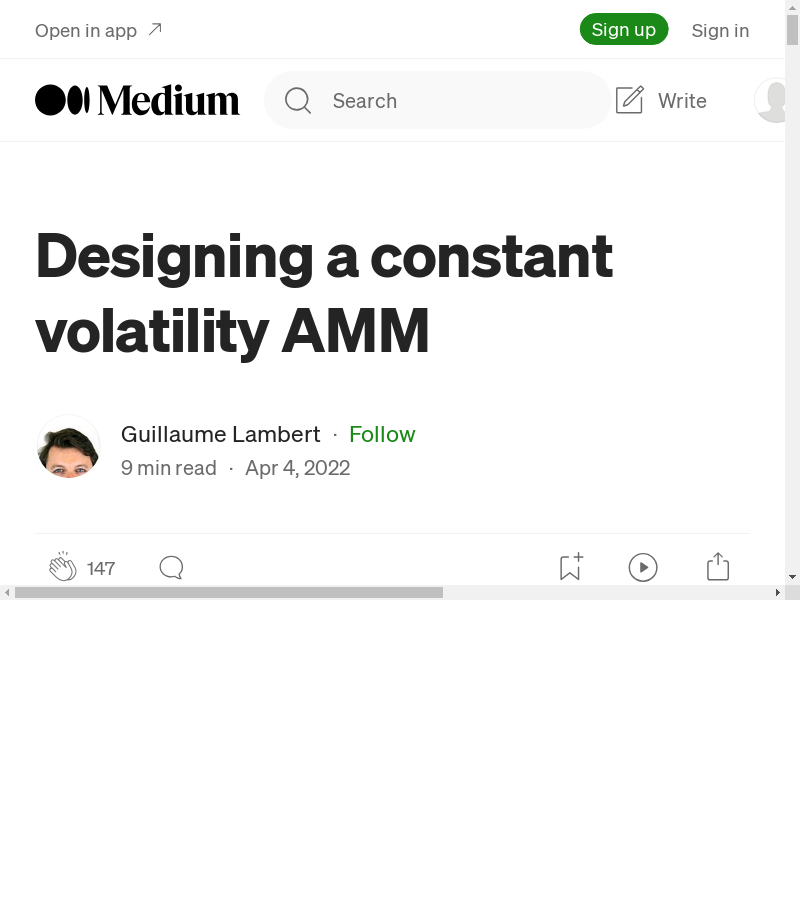 Open in app
Sign up
Sign in
Medium
Search
Write
Designing a constant
volatility AMM
Guillaume Lambert · Follow
9 min read · Apr 4, 2022
147